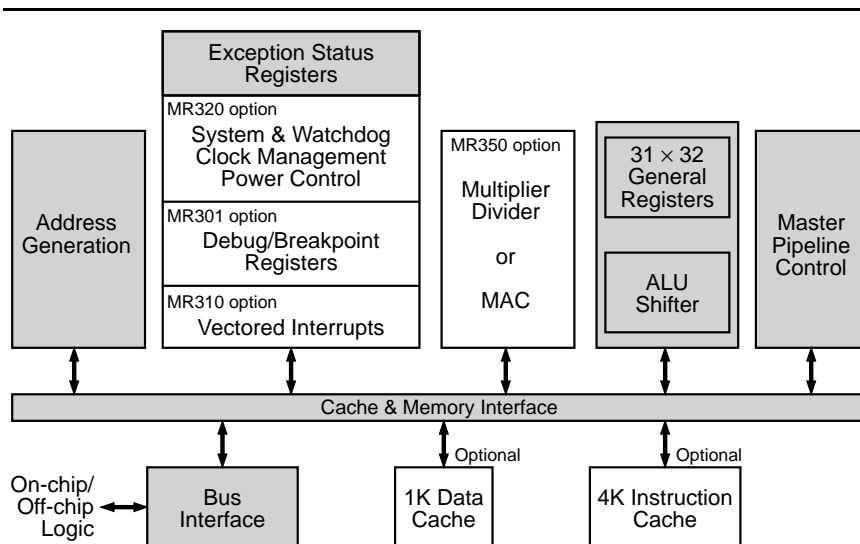 Exception Status
Registers
MR320 option
System & Watchdog
Clock Management
Power Control
MR301 option
Debug/Breakpoint
Registers
MR310 option
Vectored Interrupts
Address
Generation
MR350 option
Multiplier
Divider
or
MAC
31 × 32
General
Registers
ALU
Shifter
Master
Pipeline
Control
Cache & Memory Interface
On-chip/
Off-chip
Logic
Bus
Interface
Optional
1K Data
Cache
Optional
4K Instruction
Cache